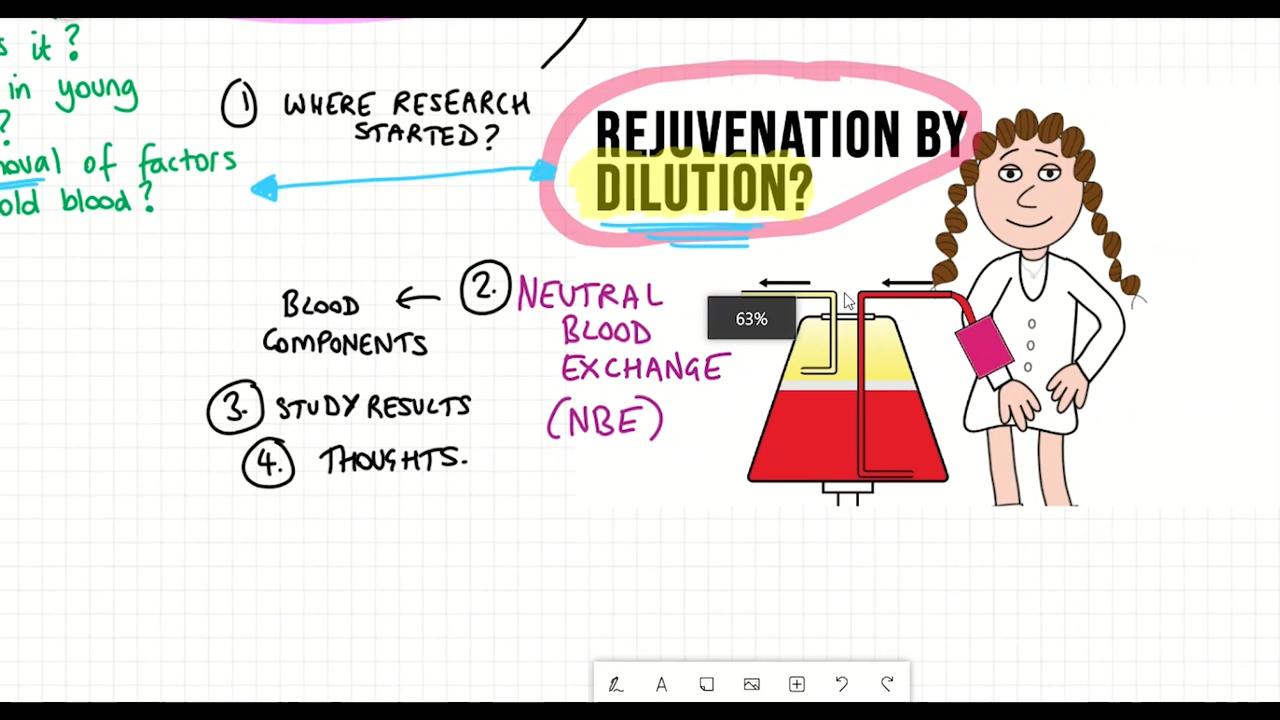 s it?
in young
?
noval of factors
old blood?
1 WHERE RESEARCH
STARTED?
REJUVENATION BY
DILUTION?
2. NEUTRAL
BLOOD
EXCHANGE
(NBE)
BLOOD
COMPONENTS
3. STUDY RESULTS
4. THOUGHTS.
63%
A